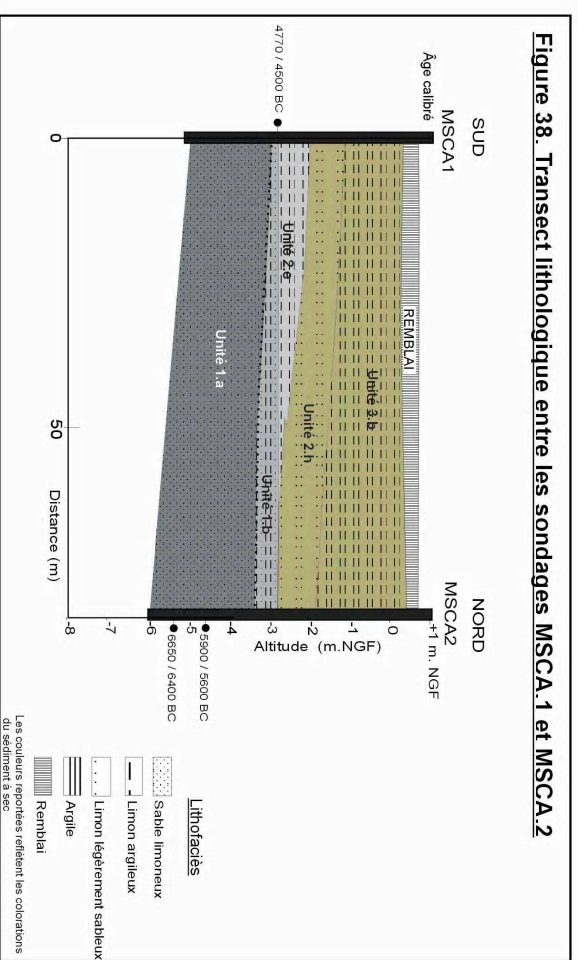 Figure 38. Transect lithologique entre les sondages MSCA.1 et MSCA.2
SUD
MSCA1
NORD
MSCA2
Âge calibré
+1 m. NGF
REMBLAI
0
Unité 3.b
-1
Altitude (m.NGF)
Unité 2.h
-2
4770 / 4500 BC
Unité 2.e
-3
Unité 1.b
-4
Unité 1.a
-5
5900 / 5600 BC
6650 / 6400 BC
-6
-7
-8
0
50
Distance (m)
Lithofaciès
Sable limoneux
Limon argileux
Limon légèrement sableux
Argile
Remblai
Les couleurs reportées reflètent les colorations
du sédiment à sec